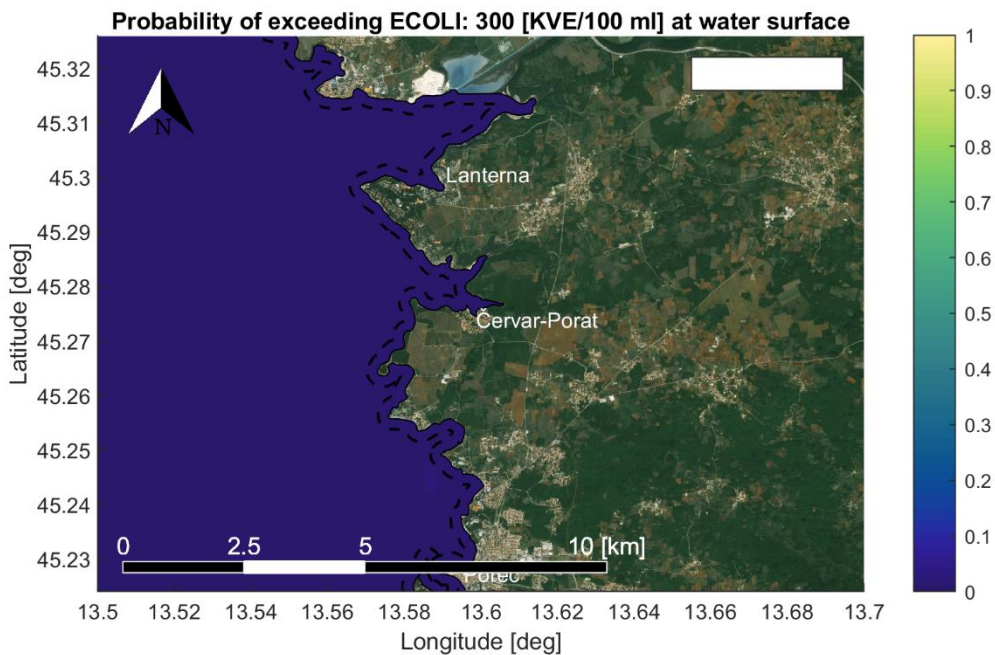 Probability of exceeding ECOLI: 300 [KVE/100 ml] at water surface
45.32
45.31
45.3
45.29
45.28
45.27
45.26
45.25
45.24
45.23
Latitude [deg]
N
Lanterna
Červar-Porat
Poreč
0 2.5 5 10 [km]
13.5 13.52 13.54 13.56 13.58 13.6 13.62 13.64 13.66 13.68 13.7
Longitude [deg]
1
0.9
0.8
0.7
0.6
0.5
0.4
0.3
0.2
0.1
0